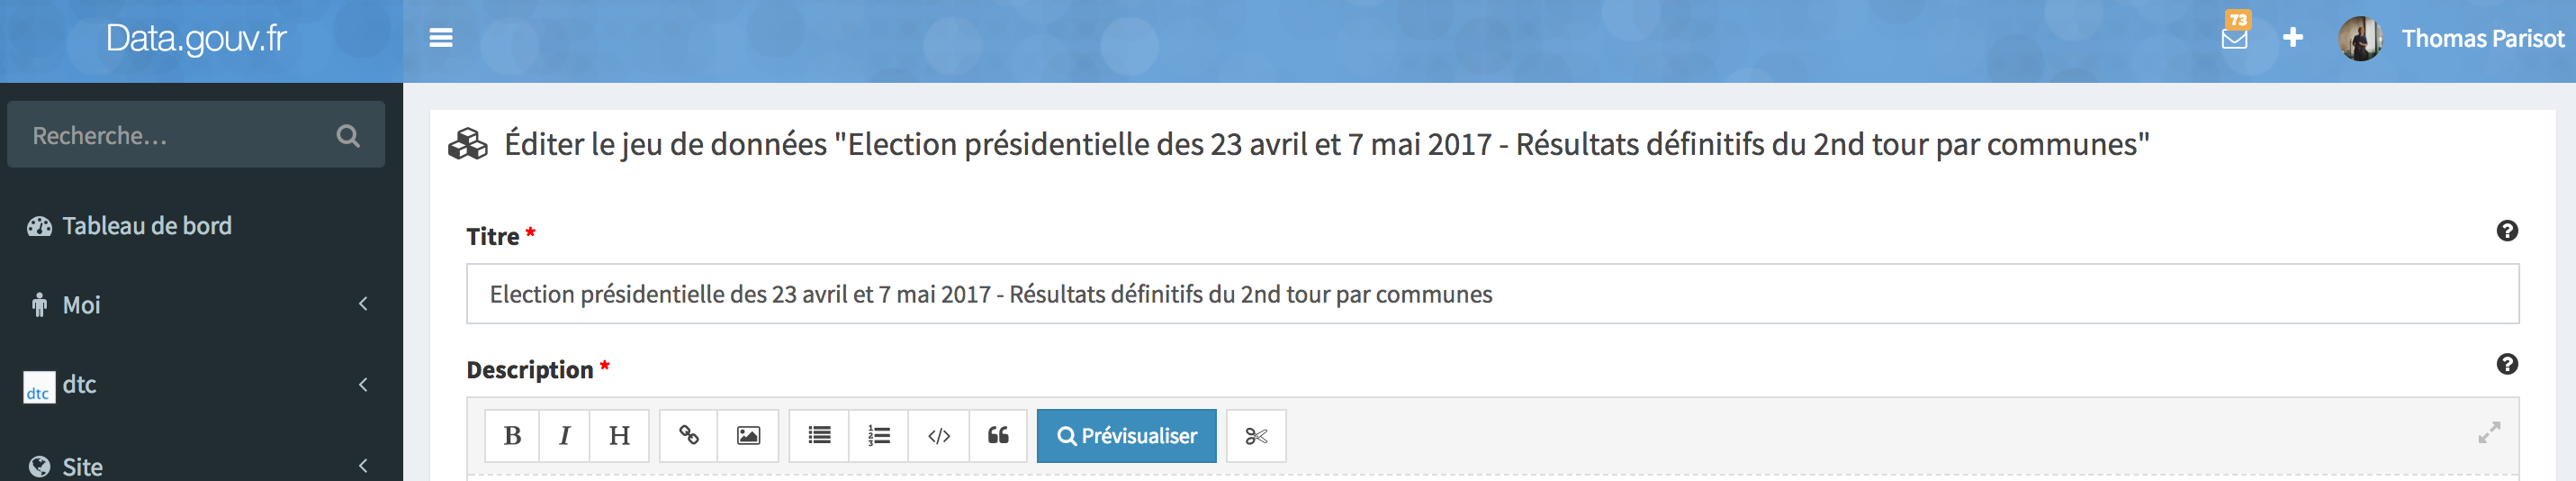 Data.gouv.fr
73
Thomas Parisot
Recherche...
Tableau de bord
Moi
dtc dtc
Site
Éditer le jeu de données "Election présidentielle des 23 avril et 7 mai 2017 - Résultats définitifs du 2nd tour par communes"
Titre *
Election présidentielle des 23 avril et 7 mai 2017 - Résultats définitifs du 2nd tour par communes
Description *
B I H Prévisualiser